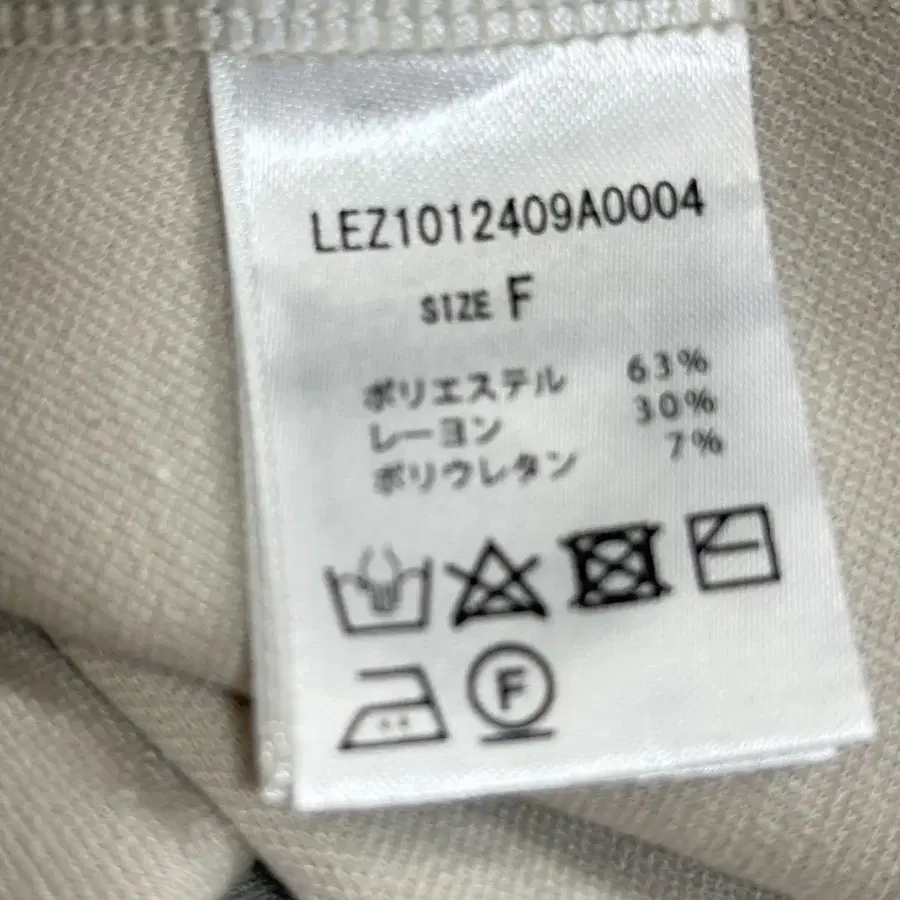 LEZ1012409A0004
SIZE F
ポリエステル 63%
レーヨン 30%
ポリウレタン 7%
F